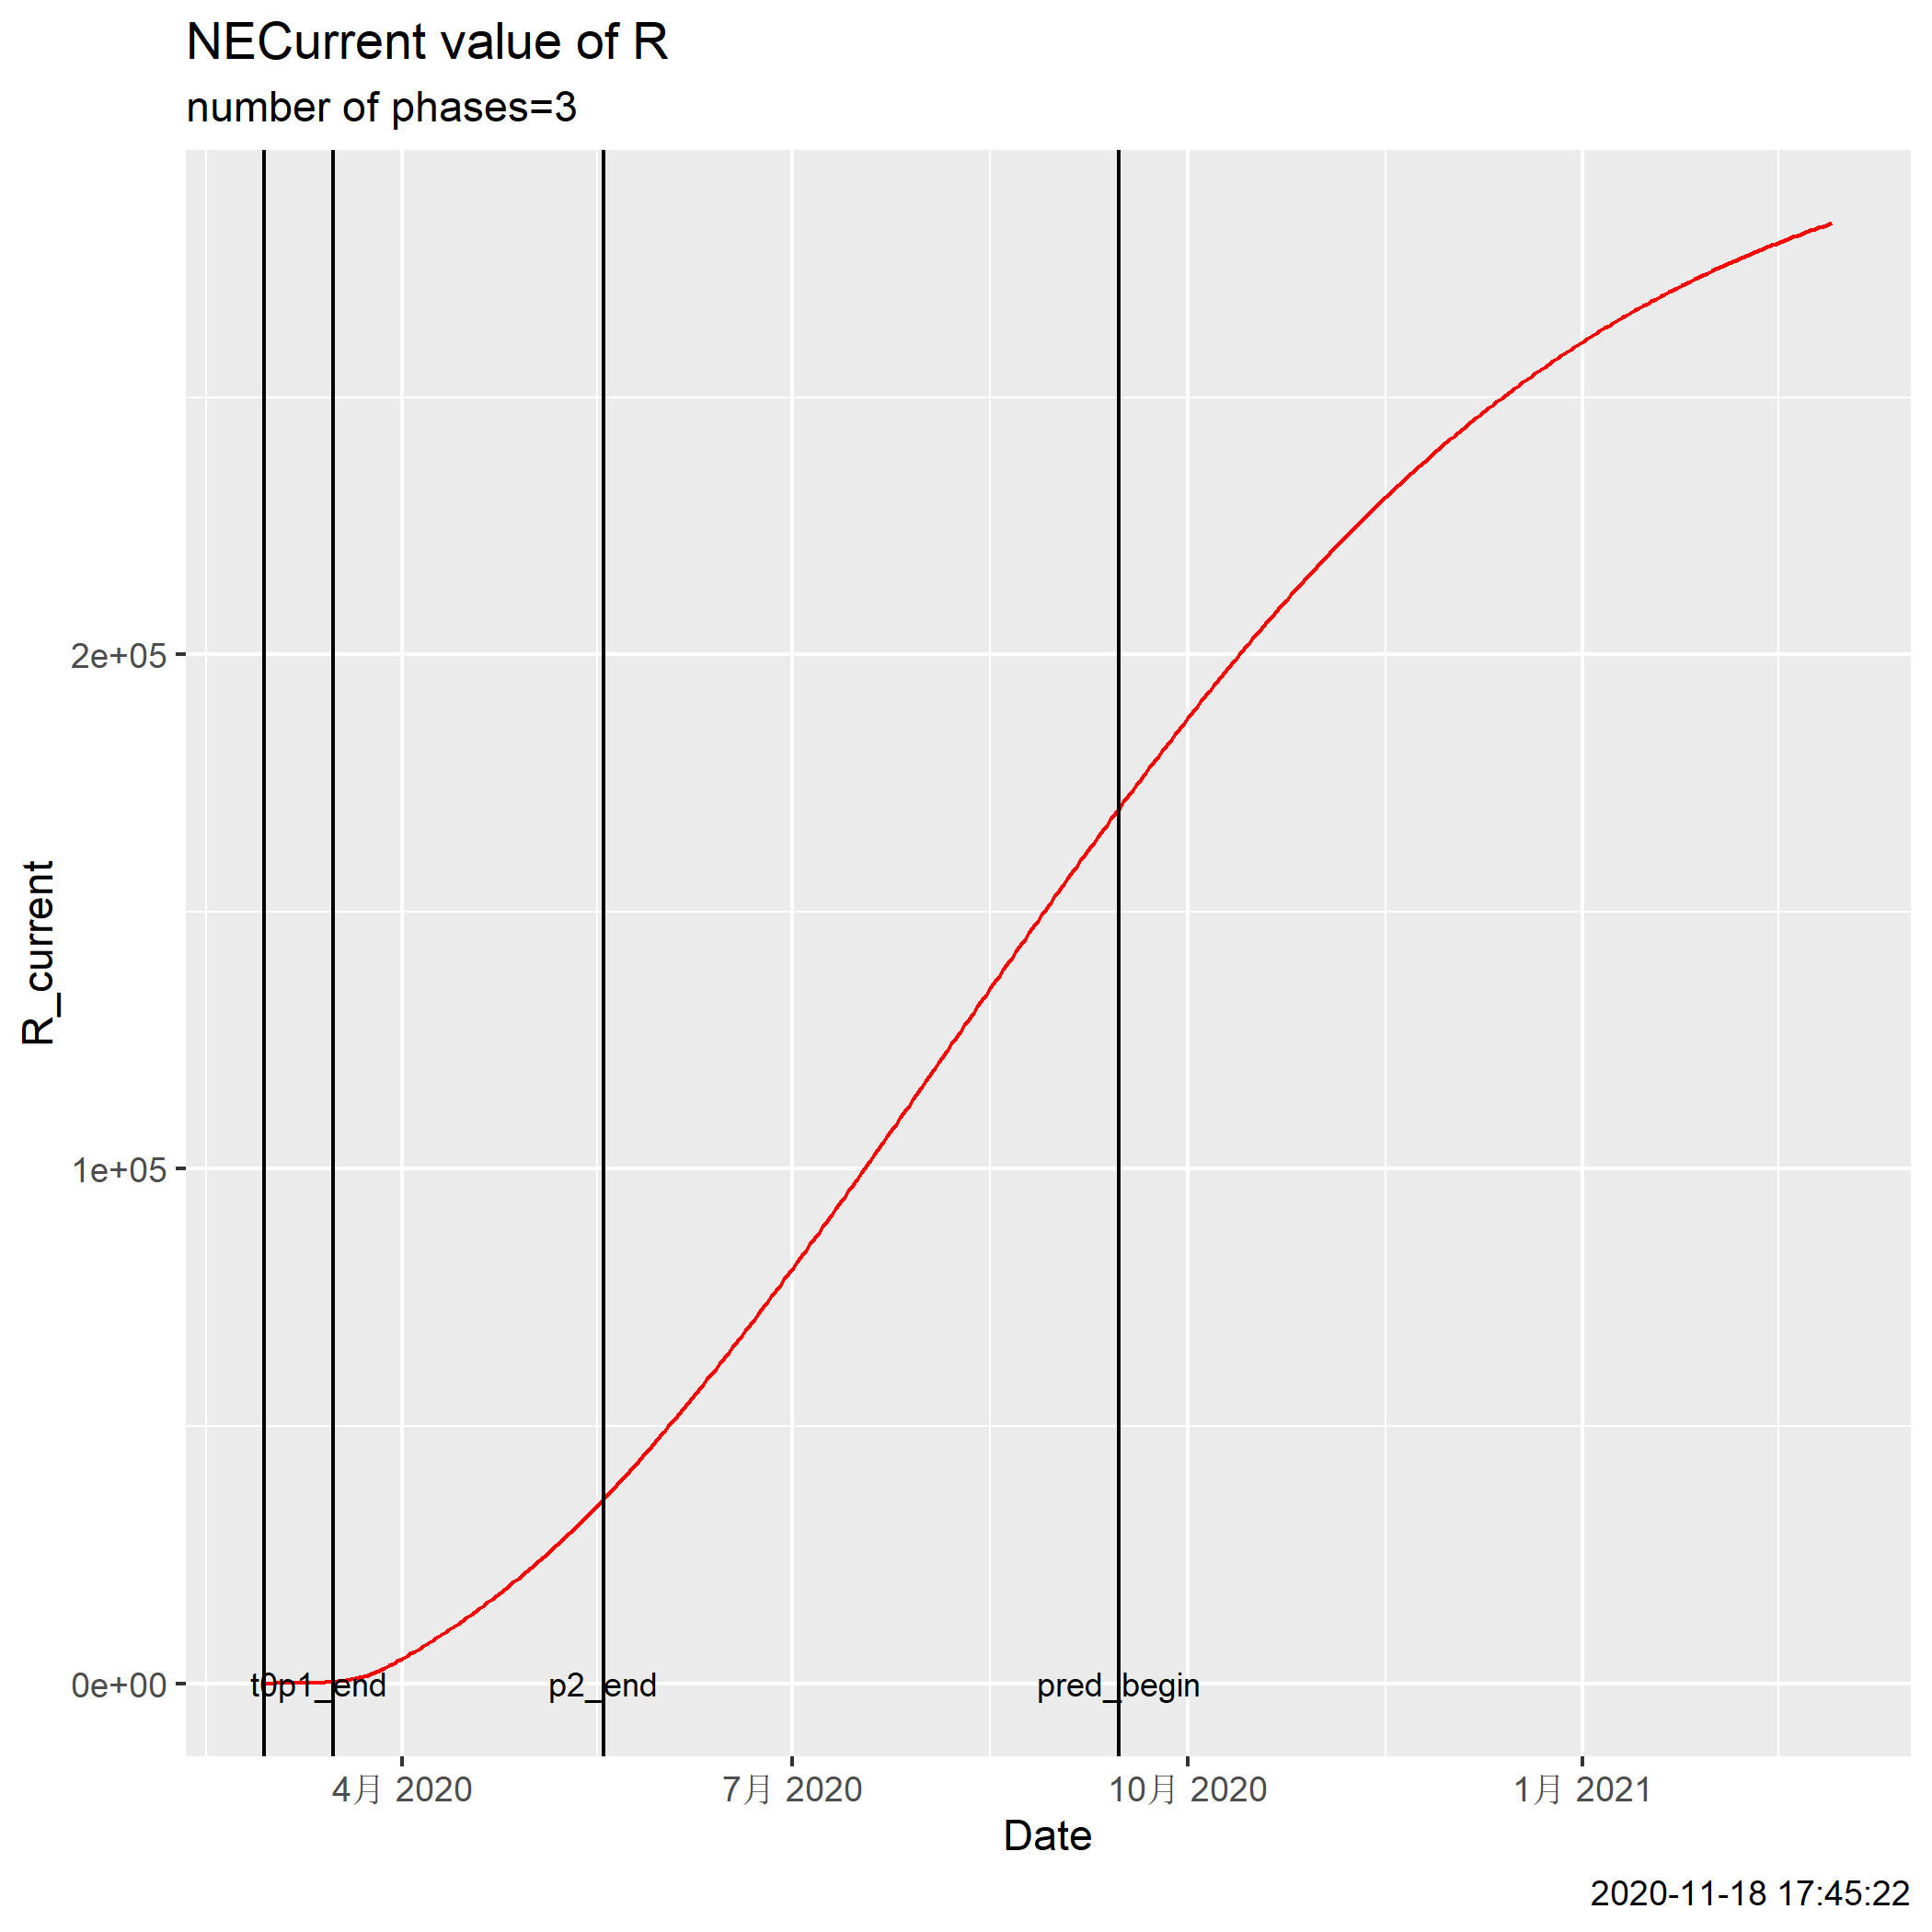 NECurrent value of R
number of phases=3
R_current
2e+05
1e+05
0e+00
t0p1_end
p2_end
pred_begin
4月 2020
7月 2020
10月 2020
1月 2021
Date
2020-11-18 17:45:22